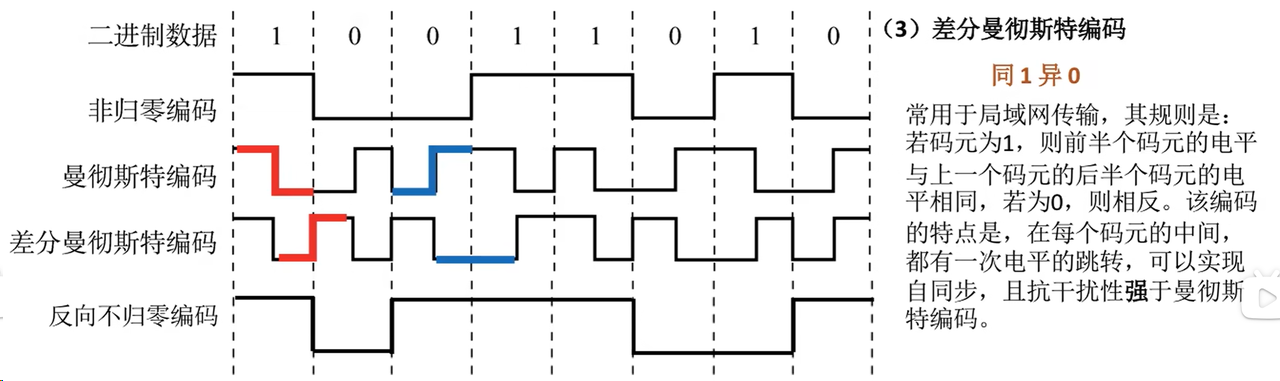 二进制数据 1 0 0 1 1 0 1 0
非归零编码
曼彻斯特编码
差分曼彻斯特编码
反向不归零编码
（3）差分曼彻斯特编码
同 1 异 0
常用于局域网传输，其规则是：
若码元为1，则前半个码元的电平
与上一个码元的后半个码元的电
平相同，若为0，则相反。该编码
的特点是，在每个码元的中间，
都有一次电平的跳转，可以实现
自同步，且抗干扰性强于曼彻斯
特编码。